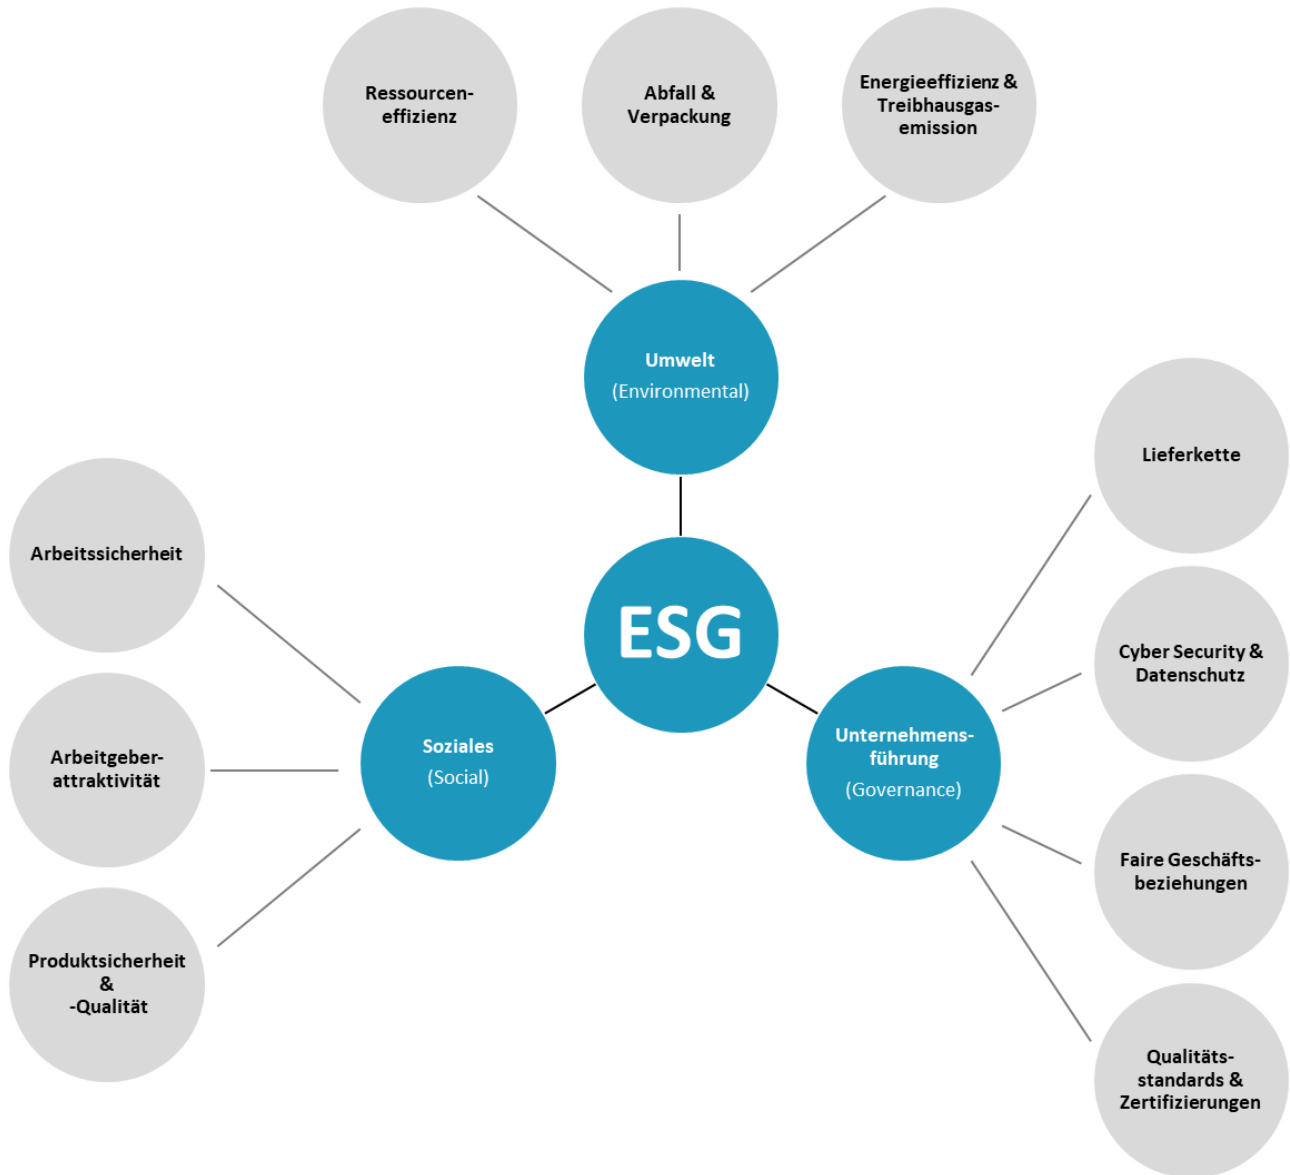 Ressourcen-
effizienz
Abfall &
Verpackung
Energieeffizienz &
Treibhausgas-
emission
Umwelt
(Environmental)
Lieferkette
Arbeitssicherheit
ESG
Cyber Security &
Datenschutz
Soziales
(Social)
Unternehmens-
führung
(Governance)
Arbeitgeber-
attraktivität
Faire Geschäfts-
beziehungen
Produktsicherheit
&
-Qualität
Qualitäts-
standards &
Zertifizierungen